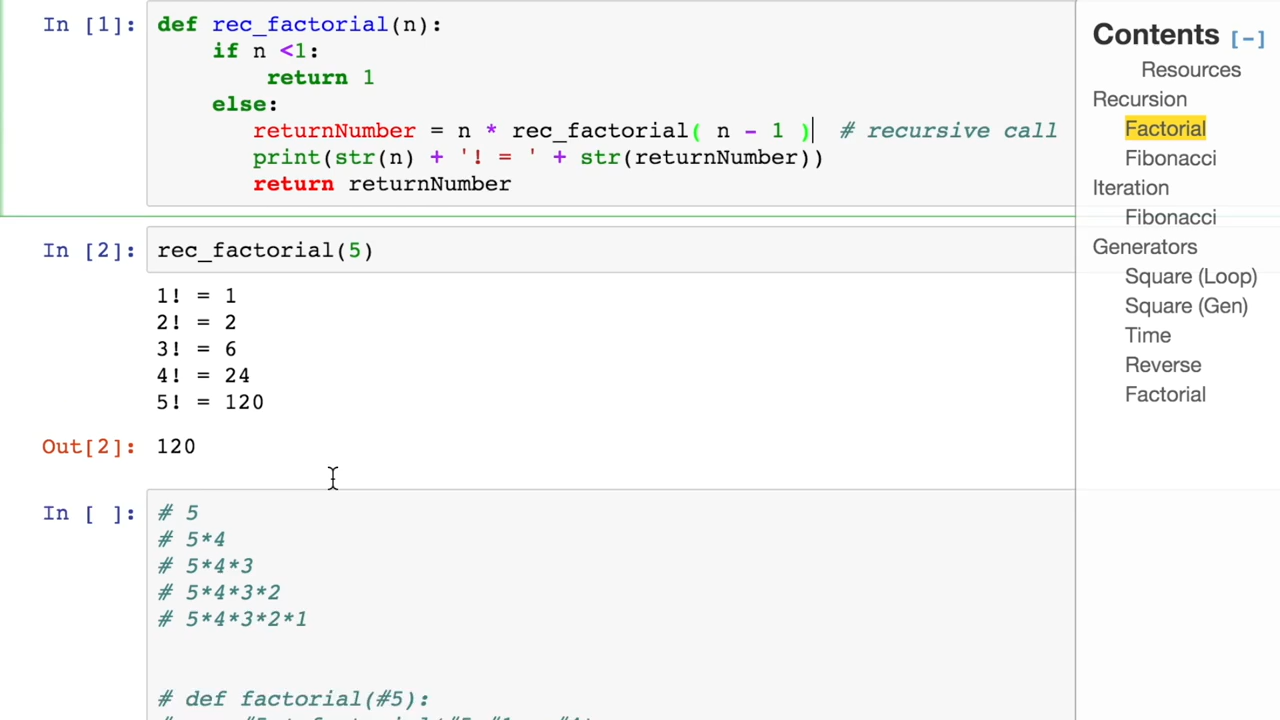 In [1]: def rec_factorial(n):
    if n <1:
        return 1
    else:
       returnNumber = n * rec_factorial( n - 1 )  # recursive call
       print(str(n) + '! = ' + str(returnNumber))
       return returnNumber
In [2]: rec_factorial(5)
1! = 1
2! = 2
3! = 6
4! = 24
5! = 120
Out[2]: 120
In [ ]: # 5
# 5*4
# 5*4*3
# 5*4*3*2
# 5*4*3*2*1
# def factorial(#5):
Contents [-]
Resources
Recursion
Factorial
Fibonacci
Iteration
Fibonacci
Generators
Square (Loop)
Square (Gen)
Time
Reverse
Factorial